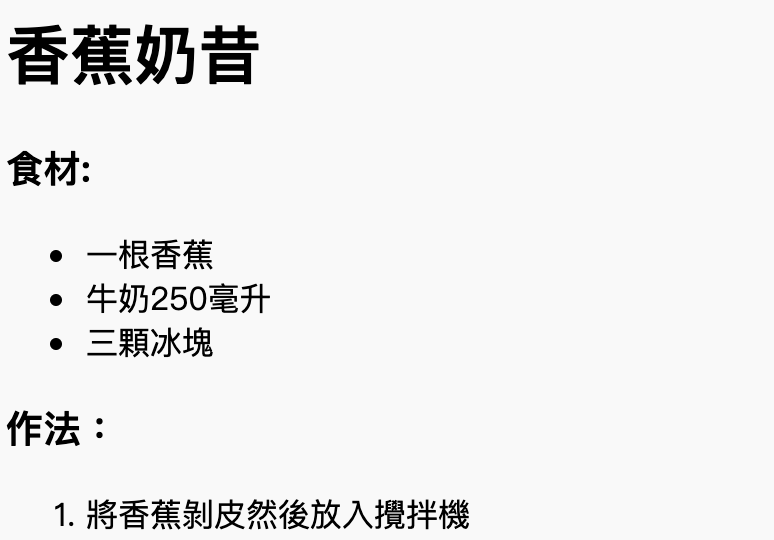 香蕉奶昔
食材:
• 一根香蕉
• 牛奶250毫升
• 三顆冰塊
作法：
1. 將香蕉剝皮然後放入攪拌機